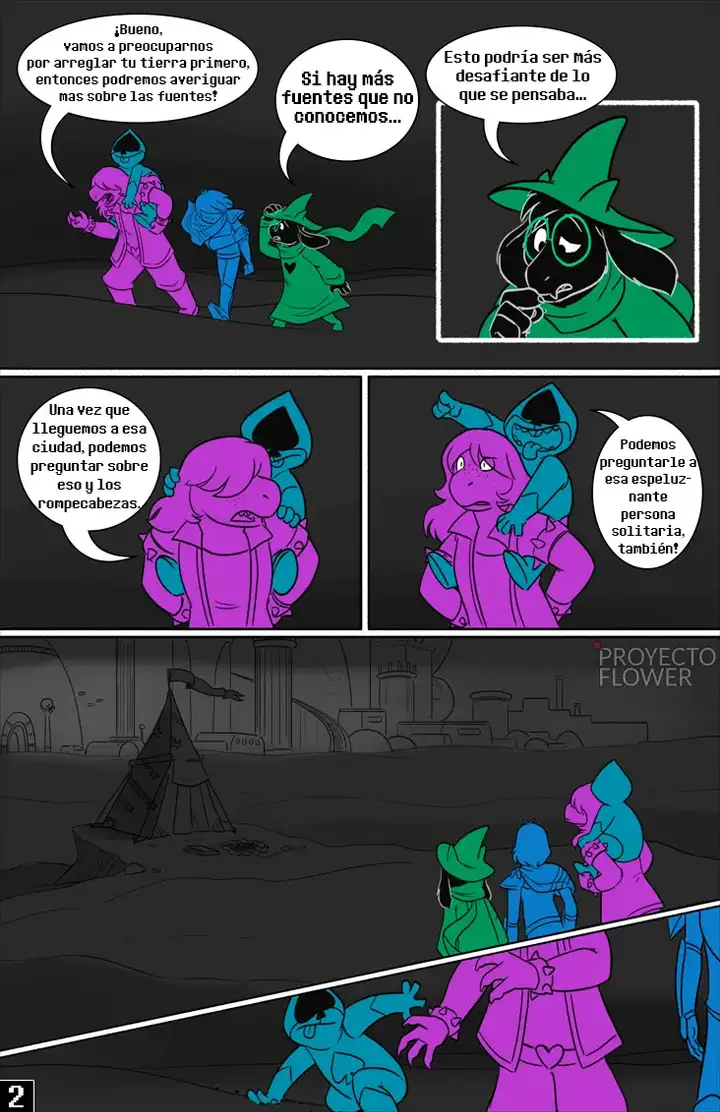 ¡Bueno,
vamos a preocuparnos
por arreglar tu tierra primero,
entonces podremos averiguar
mas sobre las fuentes!
Si hay más
fuentes que no
conocemos...
Esto podría ser más
desafiante de lo
que se pensaba...
Una vez que
lleguemos a esa
ciudad, podemos
preguntar sobre
eso y los
rompecabezas.
Podemos
preguntarle a
esa espeluz-
nante
persona
solitaria,
también!
PROYECTO
FLOWER
2